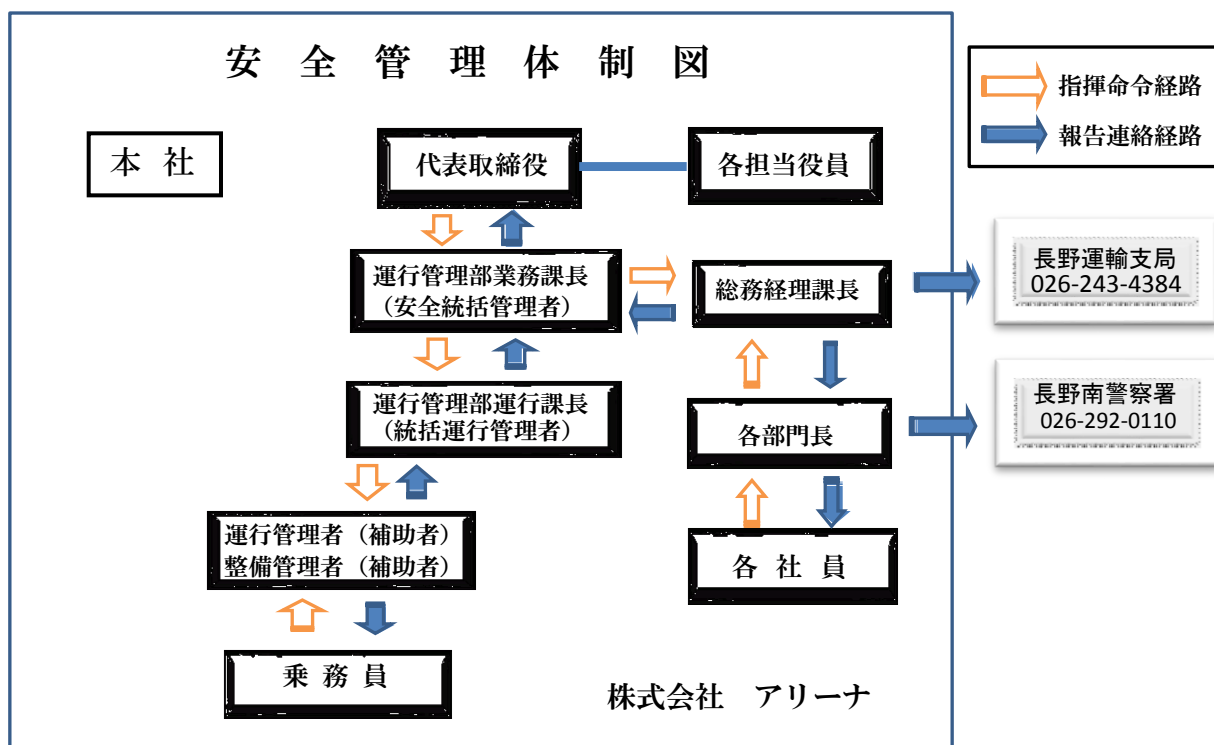 安全管理体制図
指揮命令経路
報告連絡経路
本社
代表取締役
各担当役員
運行管理部業務課長
(安全統括管理者)
総務経理課長
長野運輸支局
026-243-4384
運行管理部運行課長
(統括運行管理者)
各部門長
長野南警察署
026-292-0110
運行管理者（補助者）
整備管理者（補助者）
各社員
乗務員
株式会社　アリーナ